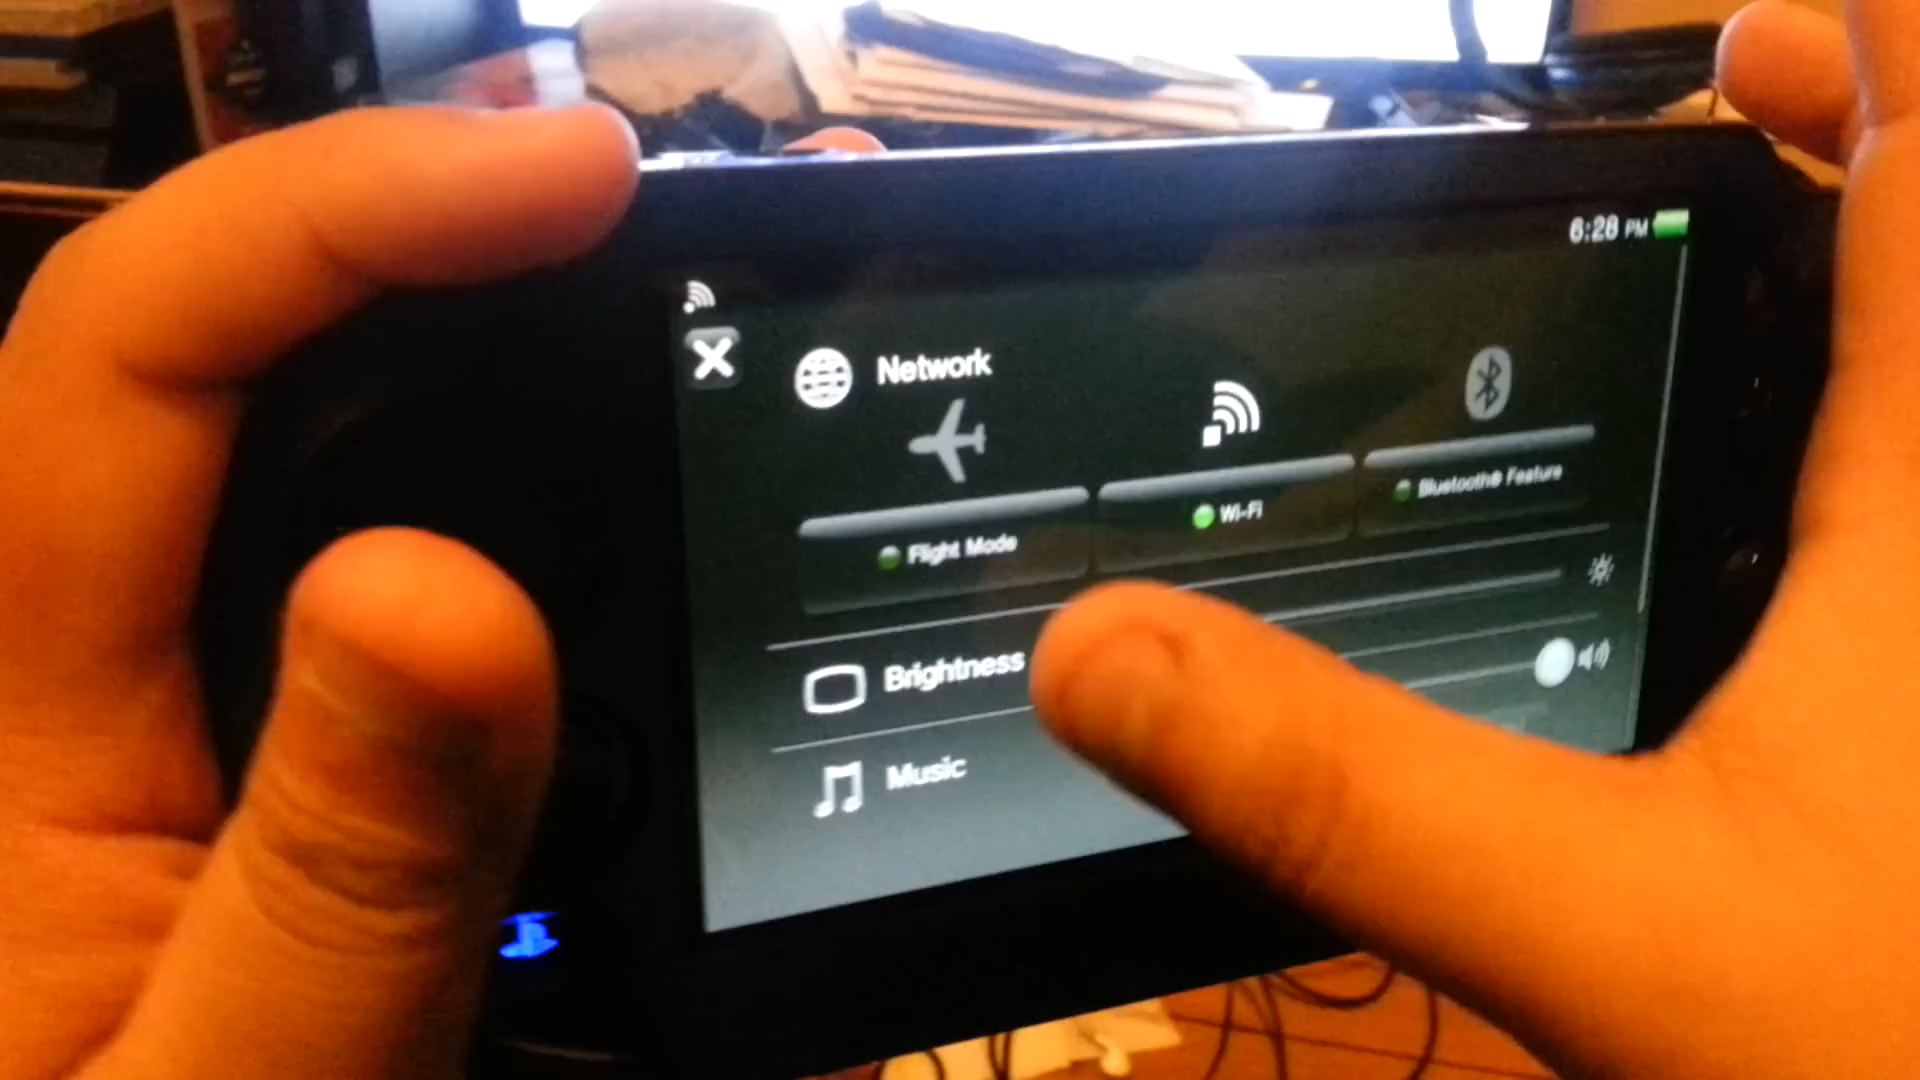 6:28 PM
Network
Flight Mode
Wi-Fi
Bluetooth® Feature
Brightness
Music